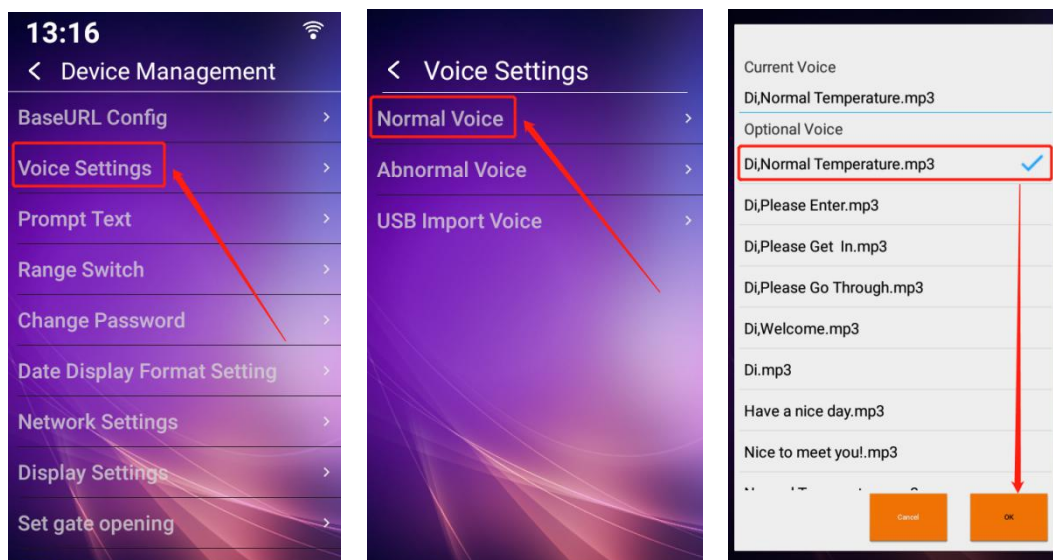 13:16
< Device Management
BaseURL Config
Voice Settings
Prompt Text
Range Switch
Change Password
Date Display Format Setting
Network Settings
Display Settings
Set gate opening
< Voice Settings
Normal Voice
Abnormal Voice
USB Import Voice
Current Voice
Di,Normal Temperature.mp3
Optional Voice
Di,Normal Temperature.mp3
Di,Please Enter.mp3
Di,Please Get  In.mp3
Di,Please Go Through.mp3
Di,Welcome.mp3
Di.mp3
Have a nice day.mp3
Nice to meet you!.mp3
Cancel
OK